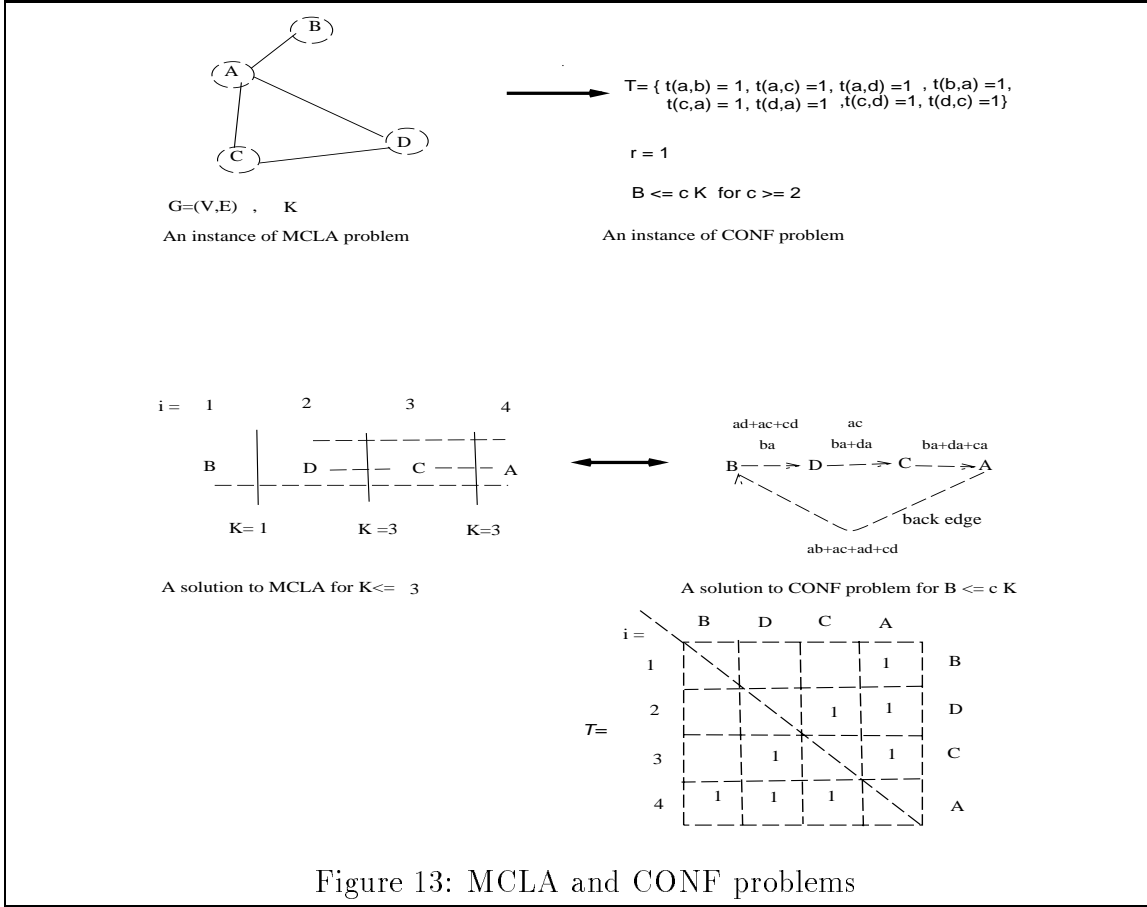 B
A
T= { t(a,b) = 1, t(a,c) =1, t(a,d) =1 , t(b,a) =1,
t(c,a) = 1, t(d,a) =1 ,t(c,d) =1, t(d,c) =1}
D
C
r = 1
B <= c K for c >= 2
G=(V,E) , K
An instance of MCLA problem
An instance of CONF problem
i = 1 2 3 4
B D C A
K= 1 K =3 K=3
A solution to MCLA for K<= 3
ad+ac+cd ac
ba ba+da ba+da+ca
B D C A
back edge
ab+ac+ad+cd
A solution to CONF problem for B <= c K
B D C A
i =
1 1 B
2 1 1 D
T=
3 1 1 C
4 1 1 1 A
Figure 13: MCLA and CONF problems